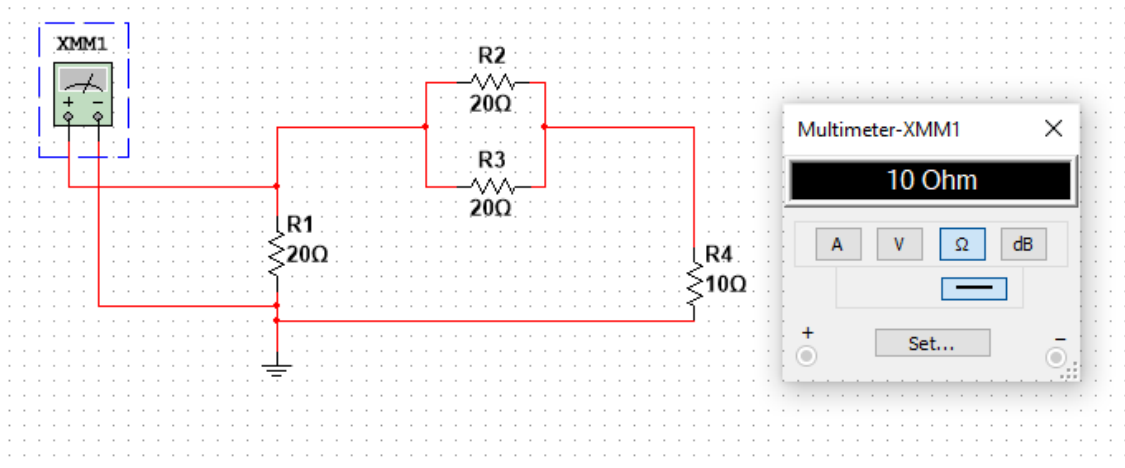 XMM1
+ −
R2
20Ω
R3
20Ω
R1
20Ω
R4
10Ω
Multimeter-XMM1
10 Ohm
A V Ω dB
+ −
Set...